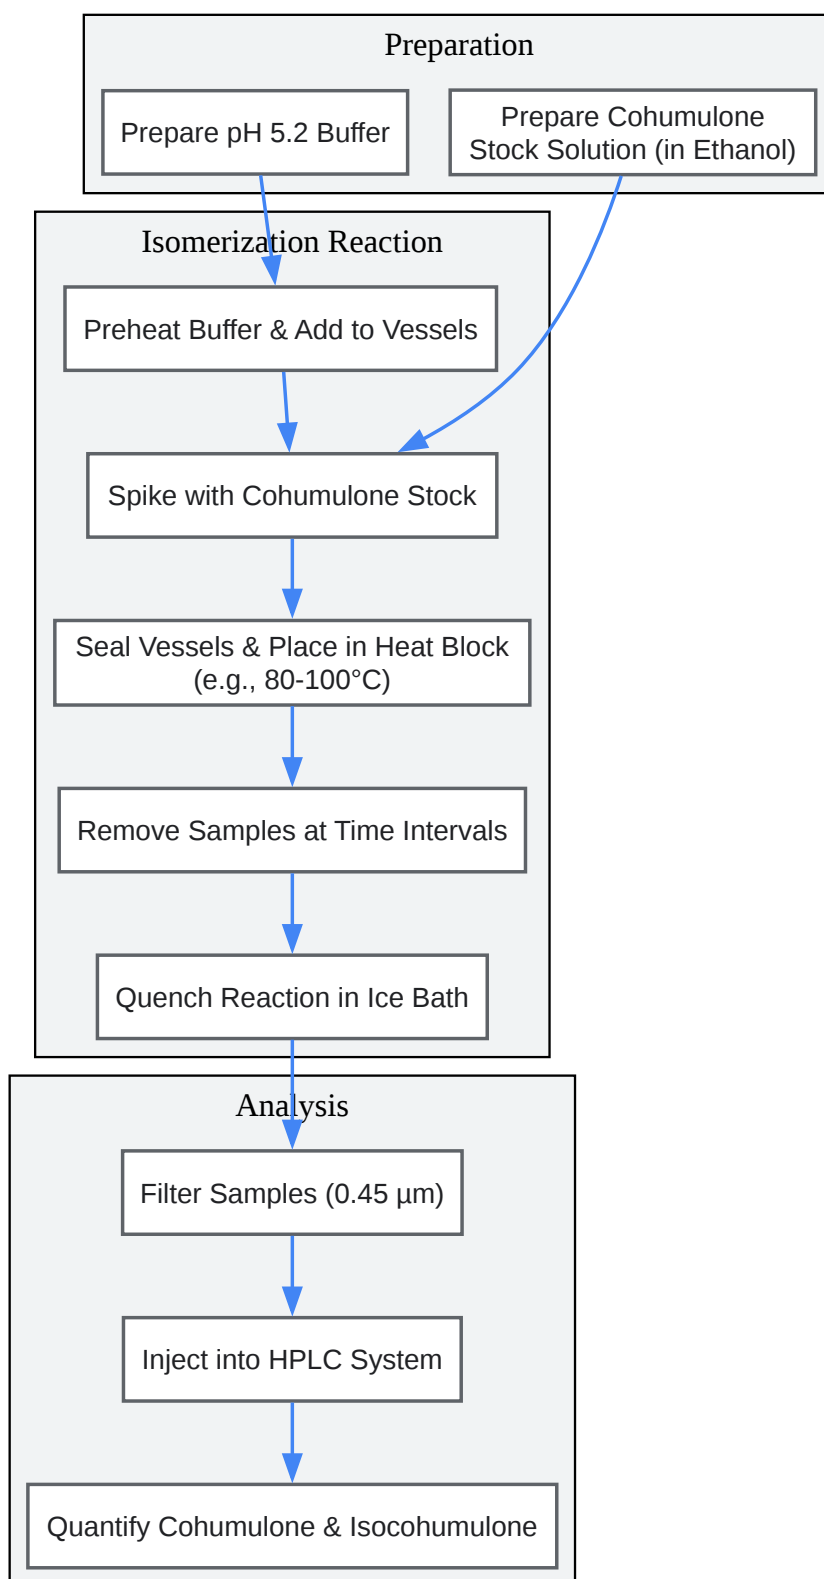 Preparation
Prepare pH 5.2 Buffer
Prepare Cohumulone
Stock Solution (in Ethanol)
Isomerization Reaction
Preheat Buffer & Add to Vessels
Spike with Cohumulone Stock
Seal Vessels & Place in Heat Block
(e.g., 80-100°C)
Remove Samples at Time Intervals
Quench Reaction in Ice Bath
Analysis
Filter Samples (0.45 µm)
Inject into HPLC System
Quantify Cohumulone & Isocohumulone